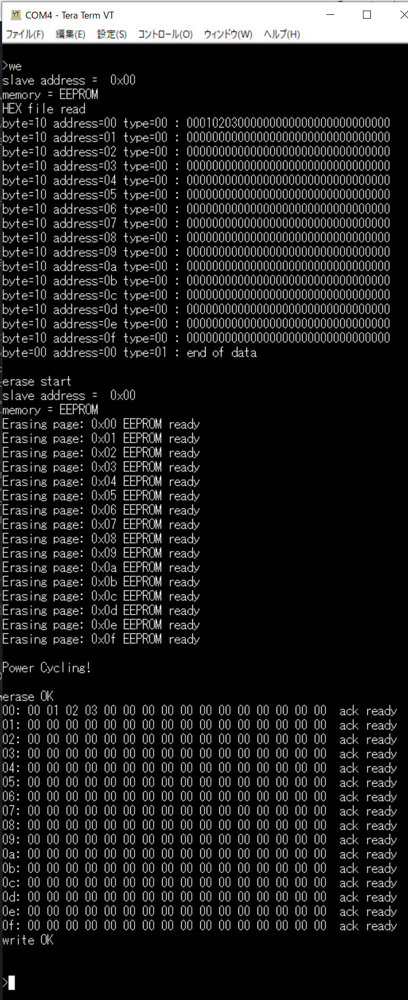 COM4 - Tera Term VT
ファイル(F) 編集(E) 設定(S) コントロール(O) ウィンドウ(W) ヘルプ(H)
>we
slave address =  0x00
memory = EEPROM
HEX file read
byte=10 address=00 type=00 : 00010203000000000000000000000000
byte=10 address=01 type=00 : 00000000000000000000000000000000
byte=10 address=02 type=00 : 00000000000000000000000000000000
byte=10 address=03 type=00 : 00000000000000000000000000000000
byte=10 address=04 type=00 : 00000000000000000000000000000000
byte=10 address=05 type=00 : 00000000000000000000000000000000
byte=10 address=06 type=00 : 00000000000000000000000000000000
byte=10 address=07 type=00 : 00000000000000000000000000000000
byte=10 address=08 type=00 : 00000000000000000000000000000000
byte=10 address=09 type=00 : 00000000000000000000000000000000
byte=10 address=0a type=00 : 00000000000000000000000000000000
byte=10 address=0b type=00 : 00000000000000000000000000000000
byte=10 address=0c type=00 : 00000000000000000000000000000000
byte=10 address=0d type=00 : 00000000000000000000000000000000
byte=10 address=0e type=00 : 00000000000000000000000000000000
byte=10 address=0f type=00 : 00000000000000000000000000000000
byte=00 address=00 type=01 : end of data
erase start
slave address =  0x00
memory = EEPROM
Erasing page: 0x00 EEPROM ready
Erasing page: 0x01 EEPROM ready
Erasing page: 0x02 EEPROM ready
Erasing page: 0x03 EEPROM ready
Erasing page: 0x04 EEPROM ready
Erasing page: 0x05 EEPROM ready
Erasing page: 0x06 EEPROM ready
Erasing page: 0x07 EEPROM ready
Erasing page: 0x08 EEPROM ready
Erasing page: 0x09 EEPROM ready
Erasing page: 0x0a EEPROM ready
Erasing page: 0x0b EEPROM ready
Erasing page: 0x0c EEPROM ready
Erasing page: 0x0d EEPROM ready
Erasing page: 0x0e EEPROM ready
Erasing page: 0x0f EEPROM ready
Power Cycling!
erase OK
00: 00 01 02 03 00 00 00 00 00 00 00 00 00 00 00 00  ack ready
01: 00 00 00 00 00 00 00 00 00 00 00 00 00 00 00 00  ack ready
02: 00 00 00 00 00 00 00 00 00 00 00 00 00 00 00 00  ack ready
03: 00 00 00 00 00 00 00 00 00 00 00 00 00 00 00 00  ack ready
04: 00 00 00 00 00 00 00 00 00 00 00 00 00 00 00 00  ack ready
05: 00 00 00 00 00 00 00 00 00 00 00 00 00 00 00 00  ack ready
06: 00 00 00 00 00 00 00 00 00 00 00 00 00 00 00 00  ack ready
07: 00 00 00 00 00 00 00 00 00 00 00 00 00 00 00 00  ack ready
08: 00 00 00 00 00 00 00 00 00 00 00 00 00 00 00 00  ack ready
09: 00 00 00 00 00 00 00 00 00 00 00 00 00 00 00 00  ack ready
0a: 00 00 00 00 00 00 00 00 00 00 00 00 00 00 00 00  ack ready
0b: 00 00 00 00 00 00 00 00 00 00 00 00 00 00 00 00  ack ready
0c: 00 00 00 00 00 00 00 00 00 00 00 00 00 00 00 00  ack ready
0d: 00 00 00 00 00 00 00 00 00 00 00 00 00 00 00 00  ack ready
0e: 00 00 00 00 00 00 00 00 00 00 00 00 00 00 00 00  ack ready
0f: 00 00 00 00 00 00 00 00 00 00 00 00 00 00 00 00  ack ready
write OK
>